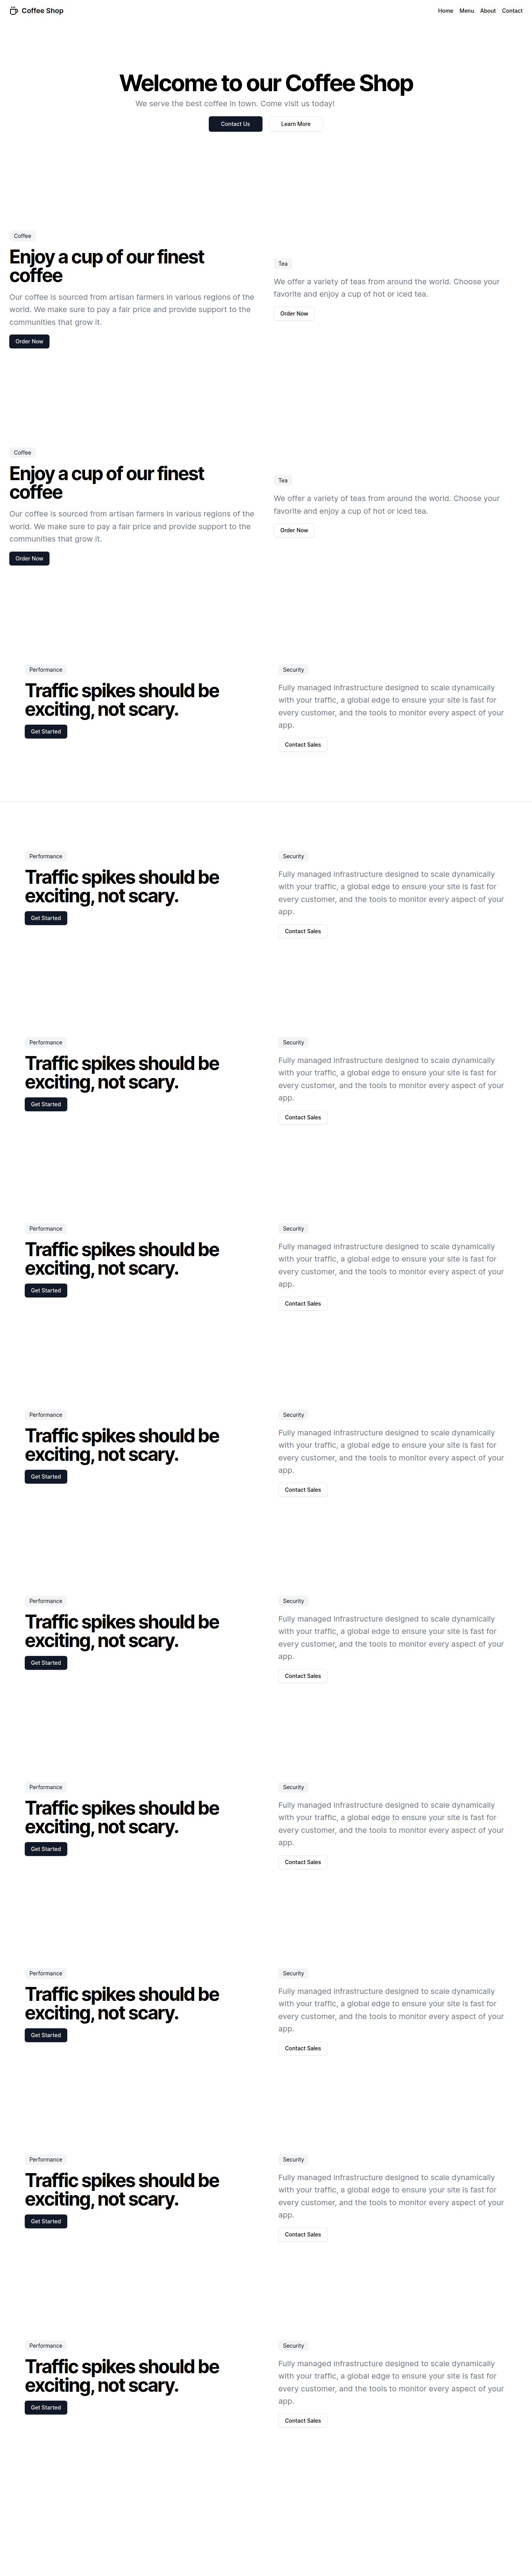 Coffee Shop
Home Menu About Contact
Welcome to our Coffee Shop
We serve the best coffee in town. Come visit us today!
Contact Us
Learn More
Coffee
Enjoy a cup of our finest
coffee
Our coffee is sourced from artisan farmers in various regions of the
world. We make sure to pay a fair price and provide support to the
communities that grow it.
Order Now
Tea
We offer a variety of teas from around the world. Choose your
favorite and enjoy a cup of hot or iced tea.
Order Now
Coffee
Enjoy a cup of our finest
coffee
Our coffee is sourced from artisan farmers in various regions of the
world. We make sure to pay a fair price and provide support to the
communities that grow it.
Order Now
Tea
We offer a variety of teas from around the world. Choose your
favorite and enjoy a cup of hot or iced tea.
Order Now
Performance
Traffic spikes should be
exciting, not scary.
Get Started
Security
Fully managed infrastructure designed to scale dynamically
with your traffic, a global edge to ensure your site is fast for
every customer, and the tools to monitor every aspect of your
app.
Contact Sales
Performance
Traffic spikes should be
exciting, not scary.
Get Started
Security
Fully managed infrastructure designed to scale dynamically
with your traffic, a global edge to ensure your site is fast for
every customer, and the tools to monitor every aspect of your
app.
Contact Sales
Performance
Traffic spikes should be
exciting, not scary.
Get Started
Security
Fully managed infrastructure designed to scale dynamically
with your traffic, a global edge to ensure your site is fast for
every customer, and the tools to monitor every aspect of your
app.
Contact Sales
Performance
Traffic spikes should be
exciting, not scary.
Get Started
Security
Fully managed infrastructure designed to scale dynamically
with your traffic, a global edge to ensure your site is fast for
every customer, and the tools to monitor every aspect of your
app.
Contact Sales
Performance
Traffic spikes should be
exciting, not scary.
Get Started
Security
Fully managed infrastructure designed to scale dynamically
with your traffic, a global edge to ensure your site is fast for
every customer, and the tools to monitor every aspect of your
app.
Contact Sales
Performance
Traffic spikes should be
exciting, not scary.
Get Started
Security
Fully managed infrastructure designed to scale dynamically
with your traffic, a global edge to ensure your site is fast for
every customer, and the tools to monitor every aspect of your
app.
Contact Sales
Performance
Traffic spikes should be
exciting, not scary.
Get Started
Security
Fully managed infrastructure designed to scale dynamically
with your traffic, a global edge to ensure your site is fast for
every customer, and the tools to monitor every aspect of your
app.
Contact Sales
Performance
Traffic spikes should be
exciting, not scary.
Get Started
Security
Fully managed infrastructure designed to scale dynamically
with your traffic, a global edge to ensure your site is fast for
every customer, and the tools to monitor every aspect of your
app.
Contact Sales
Performance
Traffic spikes should be
exciting, not scary.
Get Started
Security
Fully managed infrastructure designed to scale dynamically
with your traffic, a global edge to ensure your site is fast for
every customer, and the tools to monitor every aspect of your
app.
Contact Sales
Performance
Traffic spikes should be
exciting, not scary.
Get Started
Security
Fully managed infrastructure designed to scale dynamically
with your traffic, a global edge to ensure your site is fast for
every customer, and the tools to monitor every aspect of your
app.
Contact Sales